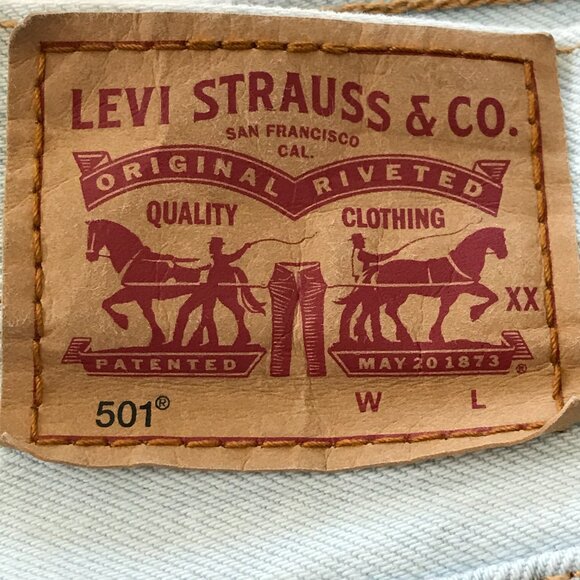 LEVI STRAUSS & CO.
SAN FRANCISCO
CAL.
ORIGINAL RIVETED
QUALITY CLOTHING
XX
PATENTED MAY 20 1873 ®
501® W L